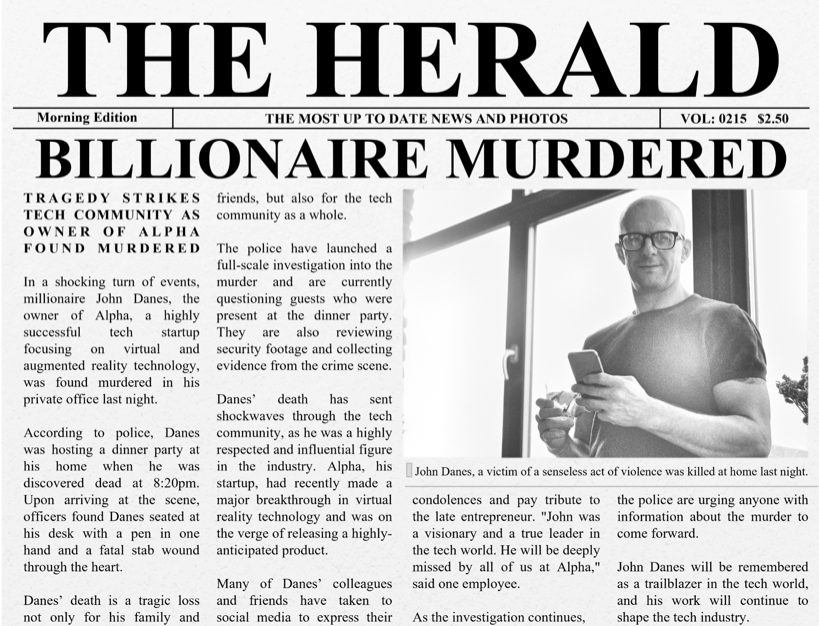 THE HERALD
Morning Edition
THE MOST UP TO DATE NEWS AND PHOTOS
VOL: 0215 $2.50
BILLIONAIRE MURDERED
TRAGEDY STRIKES
TECH COMMUNITY AS
OWNER OF ALPHA
FOUND MURDERED
In a shocking turn of events,
millionaire John Danes, the
owner of Alpha, a highly
successful tech startup
focusing on virtual and
augmented reality technology,
was found murdered in his
private office last night.
According to police, Danes
was hosting a dinner party at
his home when he was
discovered dead at 8:20pm.
Upon arriving at the scene,
officers found Danes seated at
his desk with a pen in one
hand and a fatal stab wound
through the heart.
Danes' death is a tragic loss
not only for his family and
friends, but also for the tech
community as a whole.
The police have launched a
full-scale investigation into the
murder and are currently
questioning guests who were
present at the dinner party.
They are also reviewing
security footage and collecting
evidence from the crime scene.
Danes' death has sent
shockwaves through the tech
community, as he was a highly
respected and influential figure
in the industry. Alpha, his
startup, had recently made a
major breakthrough in virtual
reality technology and was on
the verge of releasing a highly-
anticipated product.
Many of Danes' colleagues
and friends have taken to
social media to express their
John Danes, a victim of a senseless act of violence was killed at home last night.
condolences and pay tribute to
the late entrepreneur. "John was
a visionary and a true leader in
the tech world. He will be deeply
missed by all of us at Alpha,"
said one employee.
As the investigation continues,
the police are urging anyone with
information about the murder to
come forward.
John Danes will be remembered
as a trailblazer in the tech world,
and his work will continue to
shape the tech industry.